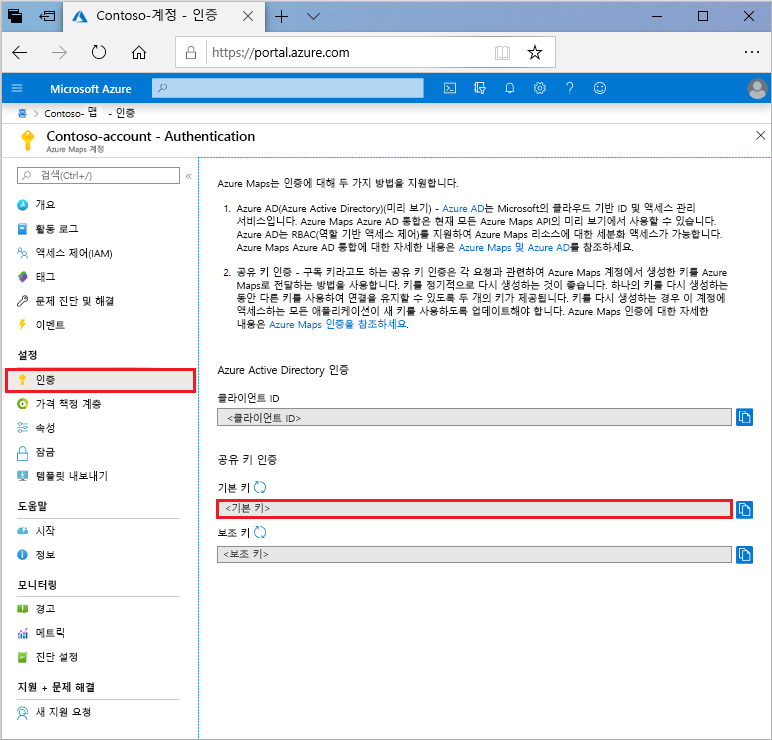 Contoso-계정 - 인증
https://portal.azure.com
Microsoft Azure
홈 > Contoso- 맵 - 인증
Contoso-account - Authentication
Azure Maps 계정
검색(Ctrl+/)
개요
활동 로그
액세스 제어(IAM)
태그
문제 진단 및 해결
이벤트
설정
인증
가격 책정 계층
속성
잠금
템플릿 내보내기
도움말
시작
정보
모니터링
경고
메트릭
진단 설정
지원 + 문제 해결
새 지원 요청
Azure Maps는 인증에 대해 두 가지 방법을 지원합니다.
1. Azure AD(Azure Active Directory)(미리 보기) - Azure AD는 Microsoft의 클라우드 기반 ID 및 액세스 관리
서비스입니다. Azure Maps Azure AD 통합은 현재 모든 Azure Maps API의 미리 보기에서 사용할 수 있습니다.
Azure AD는 RBAC(역할 기반 액세스 제어)를 지원하여 Azure Maps 리소스에 대한 세분화 액세스가 가능합니다.
Azure Maps Azure AD 통합에 대한 자세한 내용은 Azure Maps 및 Azure AD를 참조하세요.
2. 공유 키 인증 - 구독 키라고도 하는 공유 키 인증은 각 요청과 관련하여 Azure Maps 계정에서 생성한 키를 Azure
Maps로 전달하는 방법을 사용합니다. 키를 정기적으로 다시 생성하는 것이 좋습니다. 하나의 키를 다시 생성하는
동안 다른 키를 사용하여 연결을 유지할 수 있도록 두 개의 키가 제공됩니다. 키를 다시 생성하는 경우 이 계정에
액세스하는 모든 애플리케이션이 새 키를 사용하도록 업데이트해야 합니다. Azure Maps 인증에 대한 자세한
내용은 Azure Maps 인증을 참조하세요.
Azure Active Directory 인증
클라이언트 ID
<클라이언트 ID>
공유 키 인증
기본 키
<기본 키>
보조 키
<보조 키>